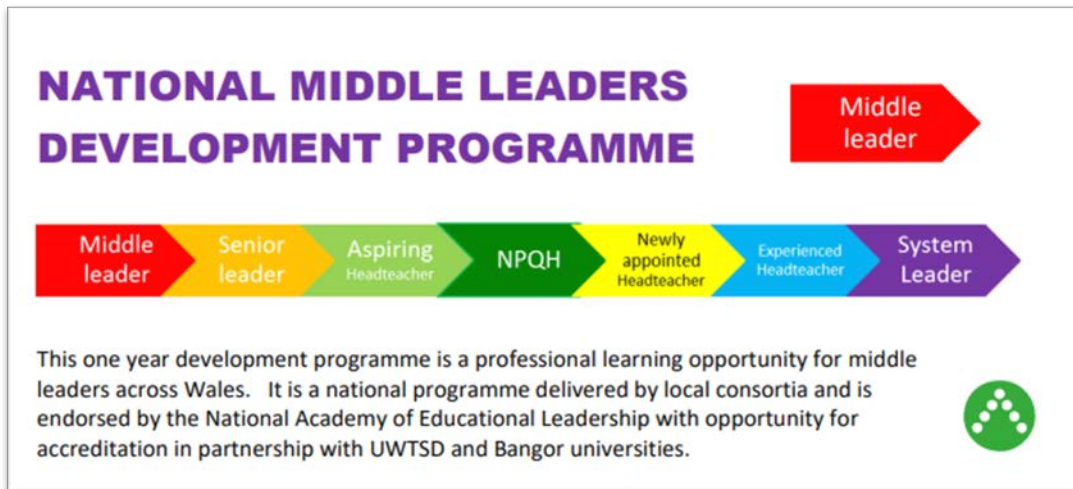 NATIONAL MIDDLE LEADERS
DEVELOPMENT PROGRAMME
Middle
leader
Middle
leader
Senior
leader
Aspiring
Headteacher
NPQH
Newly
appointed
Headteacher
Experienced
Headteacher
System
Leader
This one year development programme is a professional learning opportunity for middle
leaders across Wales. It is a national programme delivered by local consortia and is
endorsed by the National Academy of Educational Leadership with opportunity for
accreditation in partnership with UWTSD and Bangor universities.